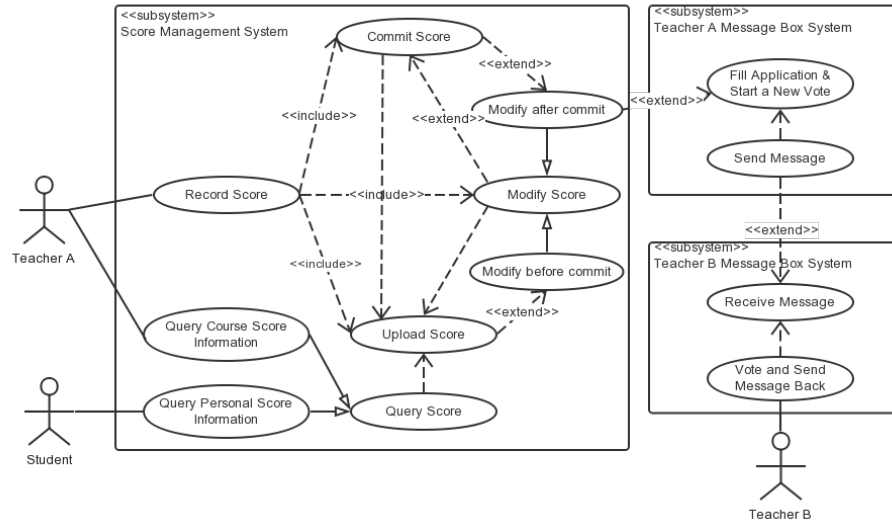 <<subsystem>>
Score Management System
Commit Score
<<extend>>
<<include>>
<<extend>>
Modify after commit
<<extend>>
Record Score
<<include>>
Modify Score
<<include>>
Modify before commit
<<extend>>
Upload Score
Query Course Score
Information
Query Personal Score
Information
Query Score
Teacher A
Student
<<subsystem>>
Teacher A Message Box System
Fill Application &
Start a New Vote
Send Message
<<extend>>
<<subsystem>>
Teacher B Message Box System
Receive Message
Vote and Send
Message Back
Teacher B